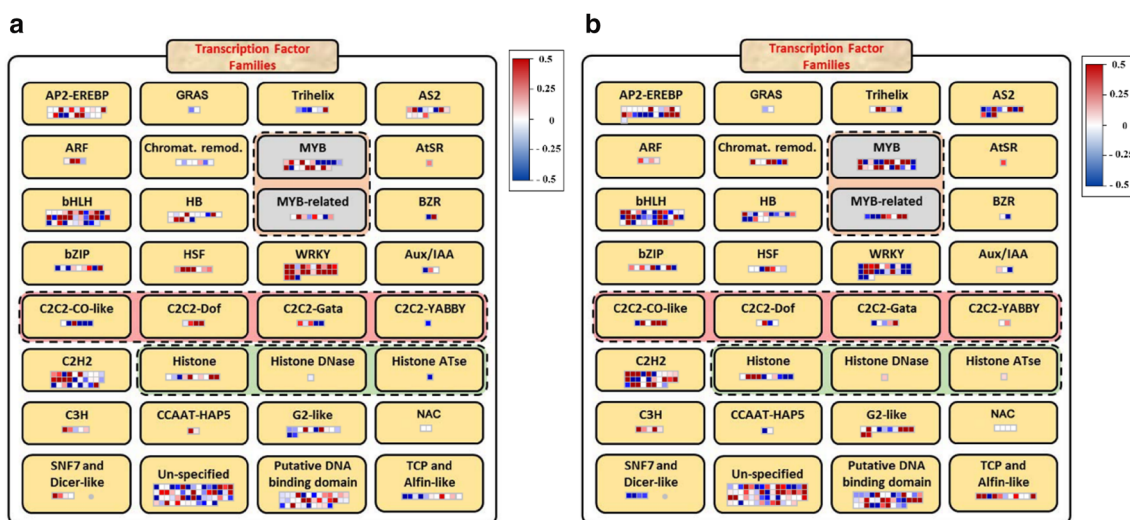 a
Transcription Factor
Families
AP2-EREBP GRAS Trihelix AS2
ARF Chromat. remod. MYB AtSR
bHLH HB MYB-related BZR
bZIP HSF WRKY Aux/IAA
C2C2-CO-like C2C2-Dof C2C2-Gata C2C2-YABBY
C2H2 Histone Histone DNase Histone ATse
C3H CCAAT-HAP5 G2-like NAC
SNF7 and
Dicer-like
Un-specified
Putative DNA
binding domain
TCP and
Alfin-like
0.5
0.25
0
- 0.25
- 0.5
b
Transcription Factor
Families
AP2-EREBP GRAS Trihelix AS2
ARF Chromat. remod. MYB AtSR
bHLH HB MYB-related BZR
bZIP HSF WRKY Aux/IAA
C2C2-CO-like C2C2-Dof C2C2-Gata C2C2-YABBY
C2H2 Histone Histone DNase Histone ATse
C3H CCAAT-HAP5 G2-like NAC
SNF7 and
Dicer-like
Un-specified
Putative DNA
binding domain
TCP and
Alfin-like
0.5
0.25
0
- 0.25
- 0.5